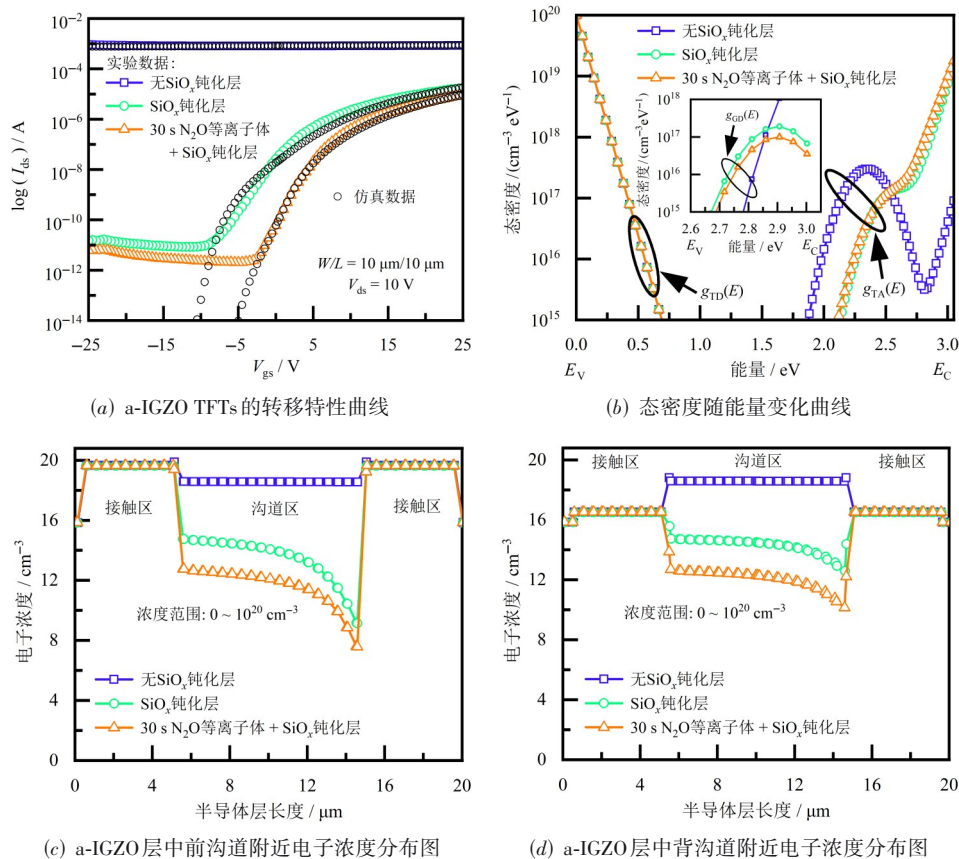 10⁰
10⁻²
10⁻⁴
10⁻⁶
10⁻⁸
10⁻¹⁰
10⁻¹²
10⁻¹⁴
log (Ids) / A
实验数据:
无SiOx钝化层
SiOx钝化层
30 s N2O等离子体
+ SiOx钝化层
仿真数据
W/L = 10 μm/10 μm
Vds = 10 V
−25 −15 −5 5 15 25
Vgs / V
(a) a-IGZO TFTs的转移特性曲线
10²⁰
10¹⁹
10¹⁸
10¹⁷
10¹⁶
10¹⁵
态密度 /(cm⁻³ eV⁻¹)
无SiOx钝化层
SiOx钝化层
30 s N2O等离子体 + SiOx钝化层
10¹⁸
10¹⁷
10¹⁶
10¹⁵
态密度 /(cm⁻³ eV⁻¹)
gGD(E)
2.6 2.7 2.8 2.9 3.0
EV 能量 / eV EC
gTD(E)
gTA(E)
0.0 0.5 1.0 1.5 2.0 2.5 3.0
EV 能量 / eV EC
(b) 态密度随能量变化曲线
20
16
12
8
4
0
电子浓度 / cm⁻³
接触区 沟道区 接触区
浓度范围: 0 ~ 10²⁰ cm⁻³
无SiOx钝化层
SiOx钝化层
30 s N2O等离子体 + SiOx钝化层
0 4 8 12 16 20
半导体层长度 / μm
(c) a-IGZO层中前沟道附近电子浓度分布图
20
16
12
8
4
0
电子浓度 / cm⁻³
接触区 沟道区 接触区
浓度范围: 0 ~ 10²⁰ cm⁻³
无SiOx钝化层
SiOx钝化层
30 s N2O等离子体 + SiOx钝化层
0 4 8 12 16 20
半导体层长度 / μm
(d) a-IGZO层中背沟道附近电子浓度分布图